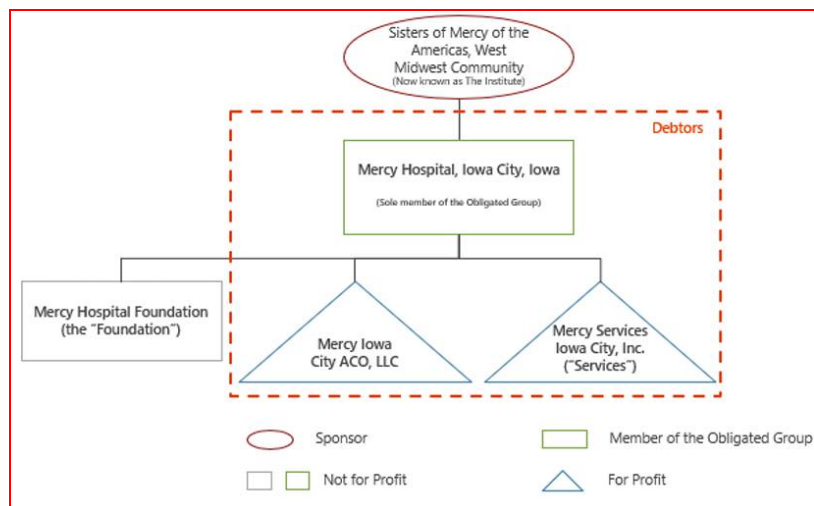 Sisters of Mercy of the
Americas, West
Midwest Community
(Now known as The Institute)
Debtors
Mercy Hospital, Iowa City, Iowa
(Sole member of the Obligated Group)
Mercy Hospital Foundation
(the “Foundation”)
Mercy Iowa
City ACO, LLC
Mercy Services
Iowa City, Inc.
(“Services”)
Sponsor
Member of the Obligated Group
Not for Profit
For Profit